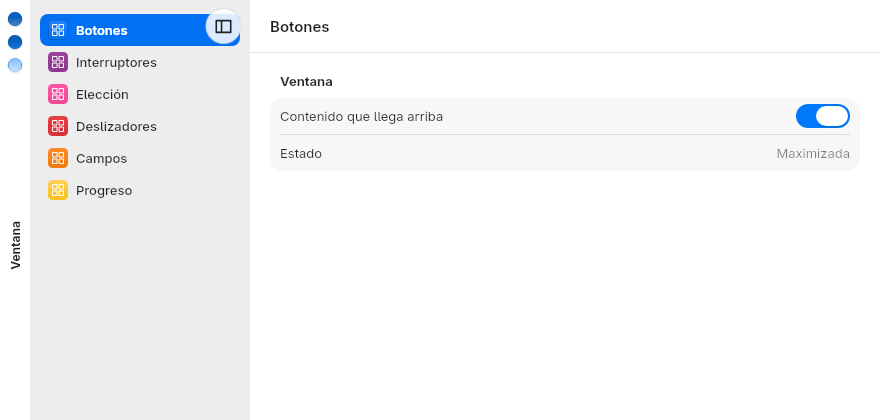 Botones
Interruptores
Elección
Deslizadores
Campos
Progreso
Ventana
Botones
Ventana
Contenido que llega arriba
Estado
Maximizada